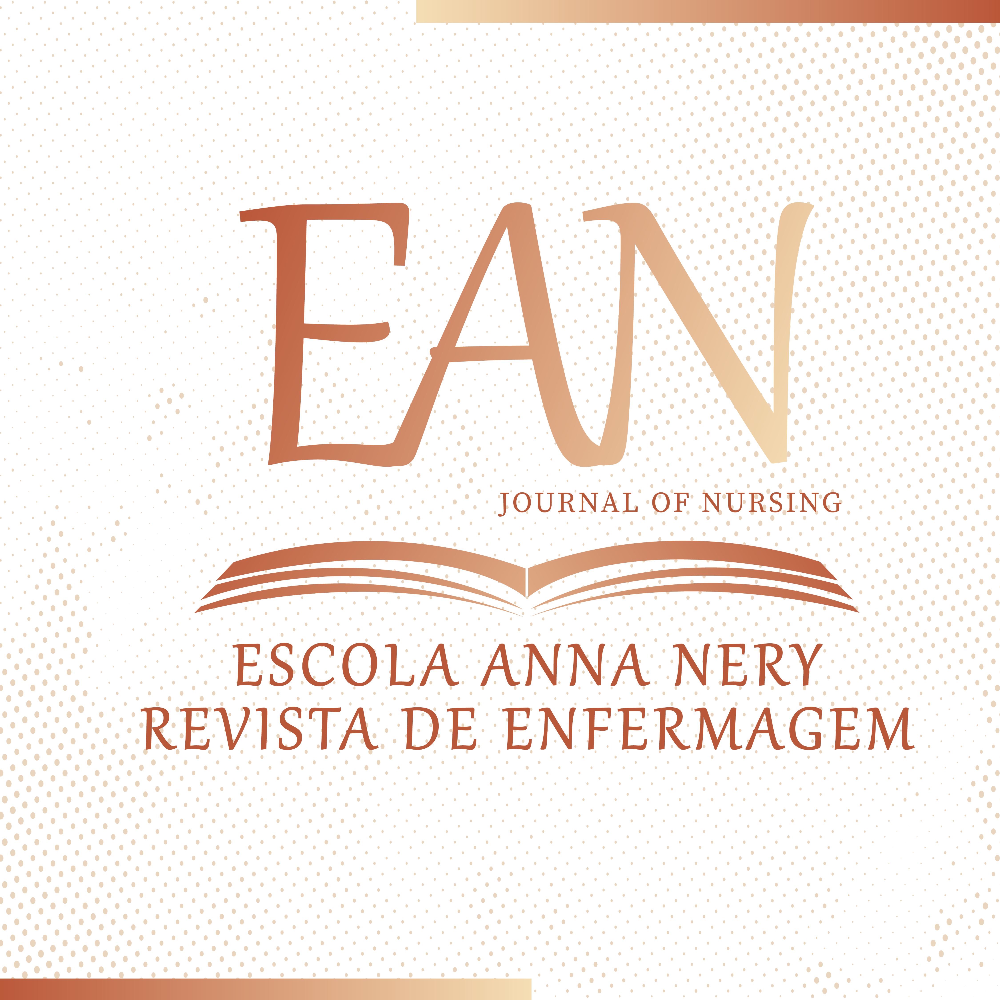 EAN
JOURNAL OF NURSING
ESCOLA ANNA NERY
REVISTA DE ENFERMAGEM